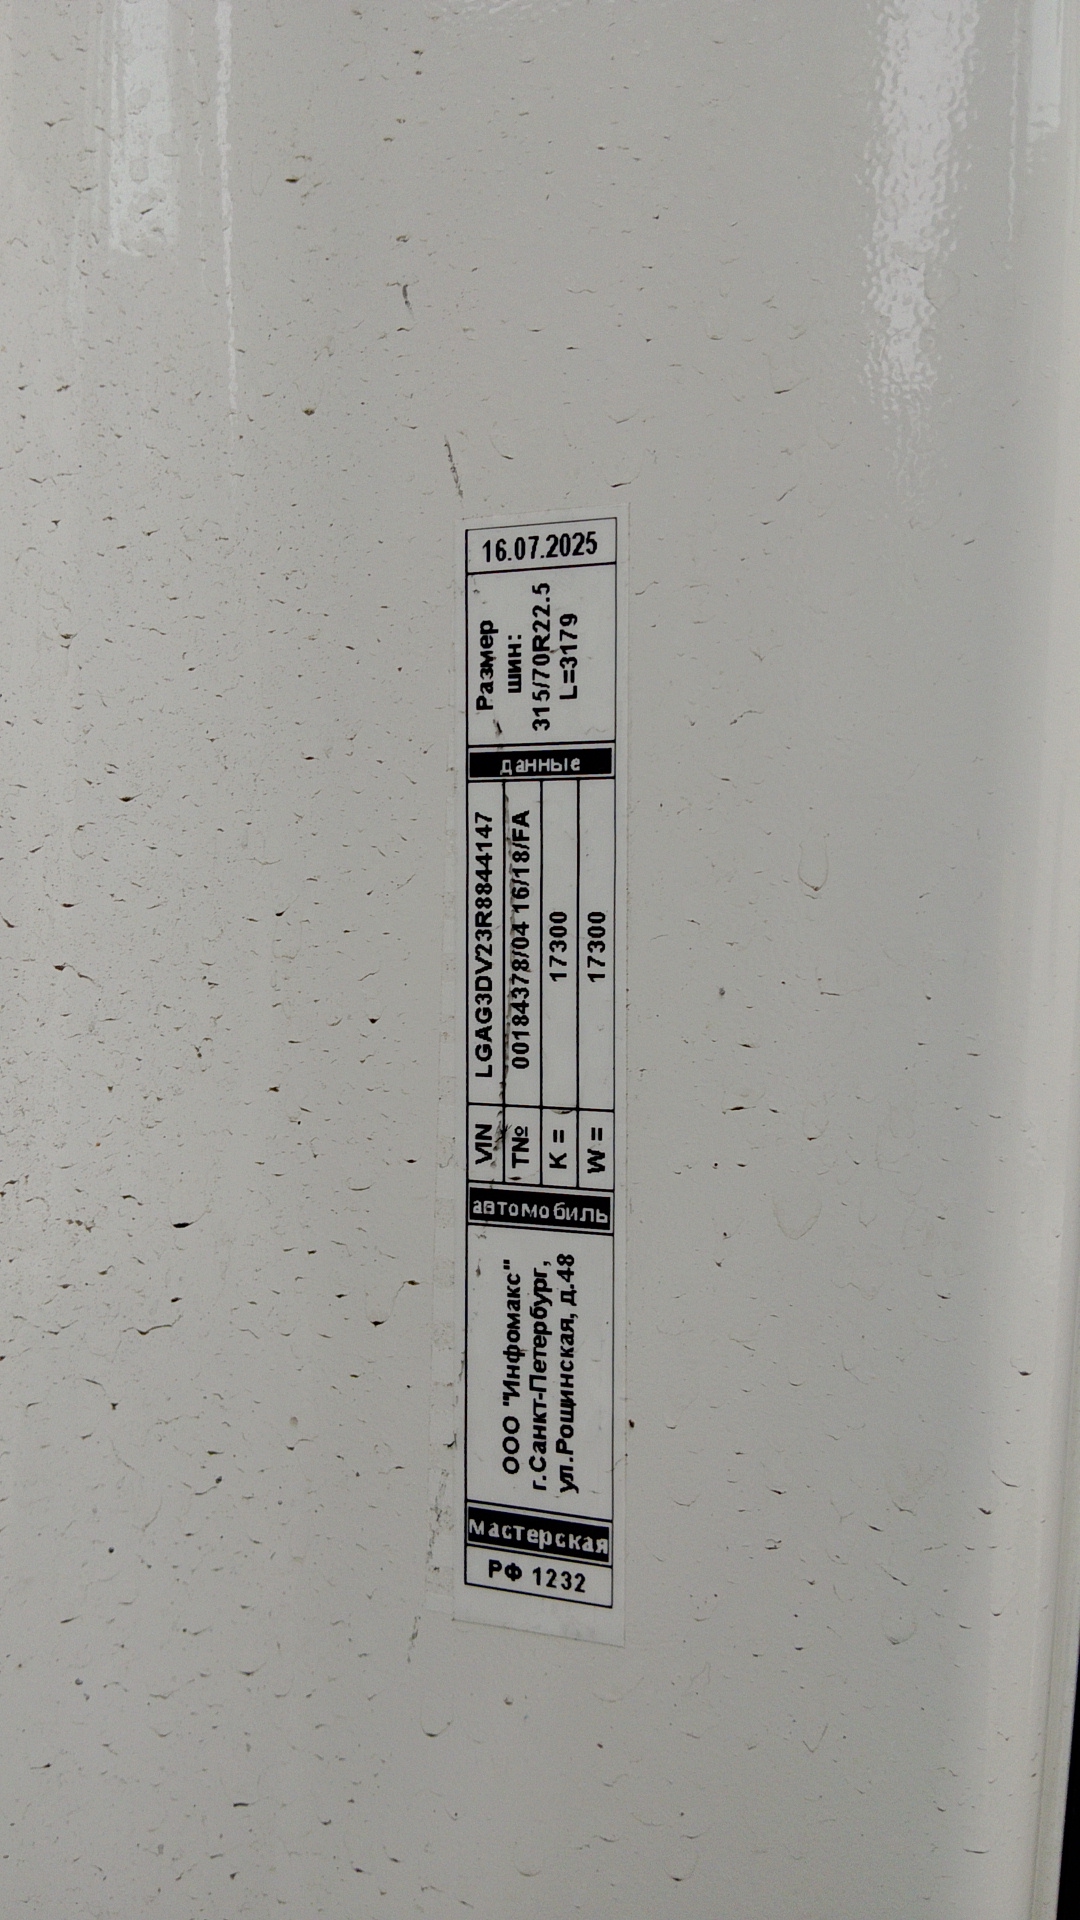 РФ 1232
мастерская
ООО "Инфомакс"
г.Санкт-Петербург,
ул.Рощинская, д.48
автомобиль
VIN LGAG3DV23R8844147
T№ 00184378/04 16/18/FA
K = 17300
W = 17300
данные
Размер
шин:
315/70R22.5
L=3179
16.07.2025